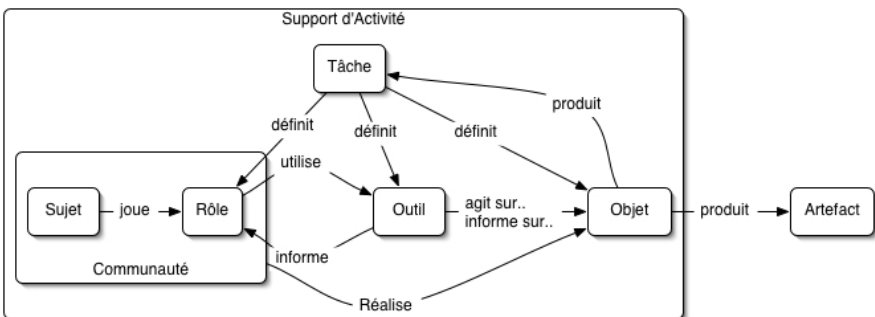 Support d'Activité
Tâche
produit
définit
définit
définit
utilise
Sujet
joue
Rôle
Outil
agit sur..
informe sur..
Objet
produit
Artefact
informe
Communauté
Réalise